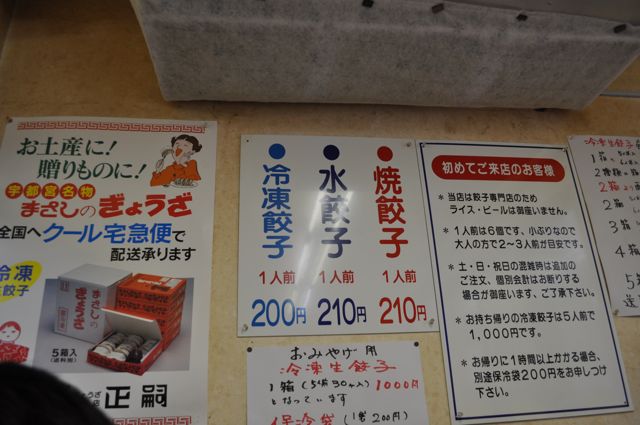 お土産に!
贈りものに!
宇都宮名物
まさしのぎょうざ
全国へクール宅急便で
配送承ります
冷凍
生餃子
まさしの
ぎょうざ
5箱入
(送料別)
正嗣
冷凍餃子
1人前
200円
水餃子
1人前
210円
焼餃子
1人前
210円
おみやげ用
冷凍生餃子
1箱(5人前30ヶ入)1000円
となっています
保冷袋(1袋200円)
初めてご来店のお客様
*当店は餃子専門店のため
ライス・ビールは御座いません。
*1人前は6個です、小ぶりなので
大人の方で2~3人前が目安です。
*土・日・祝日の混雑時は追加の
ご注文、個別会計はお断りする
場合が御座います、ご了承下さい。
*お持ち帰りの冷凍餃子は5人前で
1,000円です。
*お帰りに1時間以上かかる場合、
別途保冷袋200円をお申しつけ
下さい。
冷凍生餃子
1箱
2箱
3箱
4箱